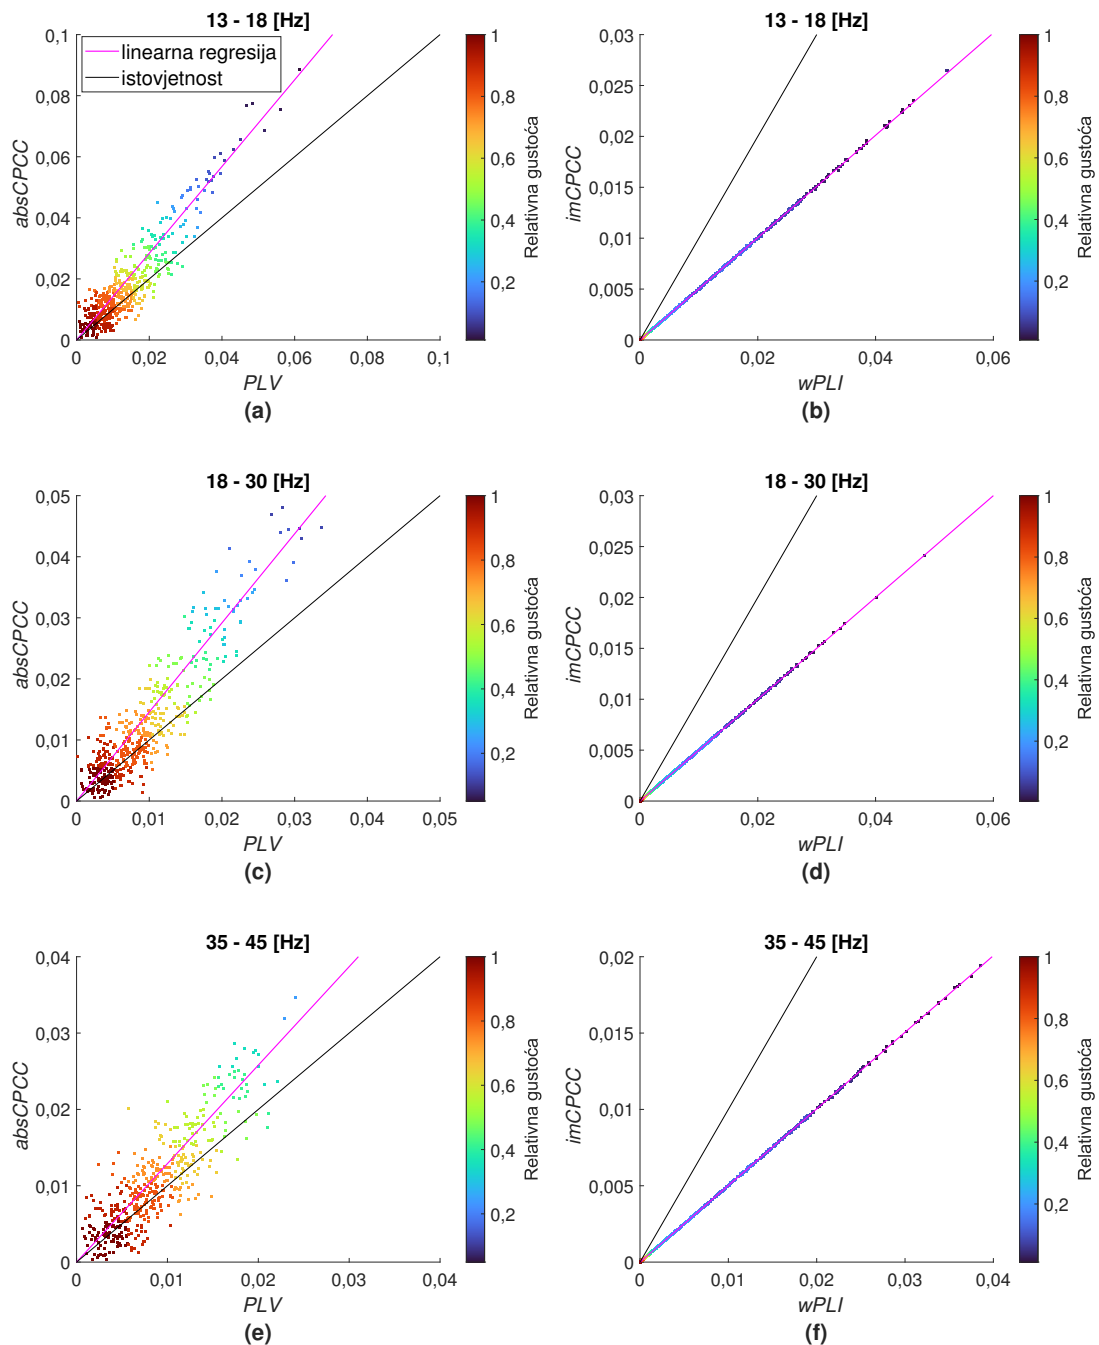 13 - 18 [Hz]
linearna regresija
istovjetnost
absCPCC
0,1
0,08
0,06
0,04
0,02
0
0 0,02 0,04 0,06 0,08 0,1
PLV
1
0,8
0,6
0,4
0,2
Relativna gustoća
(a)
13 - 18 [Hz]
imCPCC
0,03
0,025
0,02
0,015
0,01
0,005
0
0 0,02 0,04 0,06
wPLI
1
0,8
0,6
0,4
0,2
Relativna gustoća
(b)
18 - 30 [Hz]
absCPCC
0,05
0,04
0,03
0,02
0,01
0
0 0,01 0,02 0,03 0,04 0,05
PLV
1
0,8
0,6
0,4
0,2
Relativna gustoća
(c)
18 - 30 [Hz]
imCPCC
0,03
0,025
0,02
0,015
0,01
0,005
0
0 0,02 0,04 0,06
wPLI
1
0,8
0,6
0,4
0,2
Relativna gustoća
(d)
35 - 45 [Hz]
absCPCC
0,04
0,03
0,02
0,01
0
0 0,01 0,02 0,03 0,04
PLV
1
0,8
0,6
0,4
0,2
Relativna gustoća
(e)
35 - 45 [Hz]
imCPCC
0,02
0,015
0,01
0,005
0
0 0,01 0,02 0,03 0,04
wPLI
1
0,8
0,6
0,4
0,2
Relativna gustoća
(f)